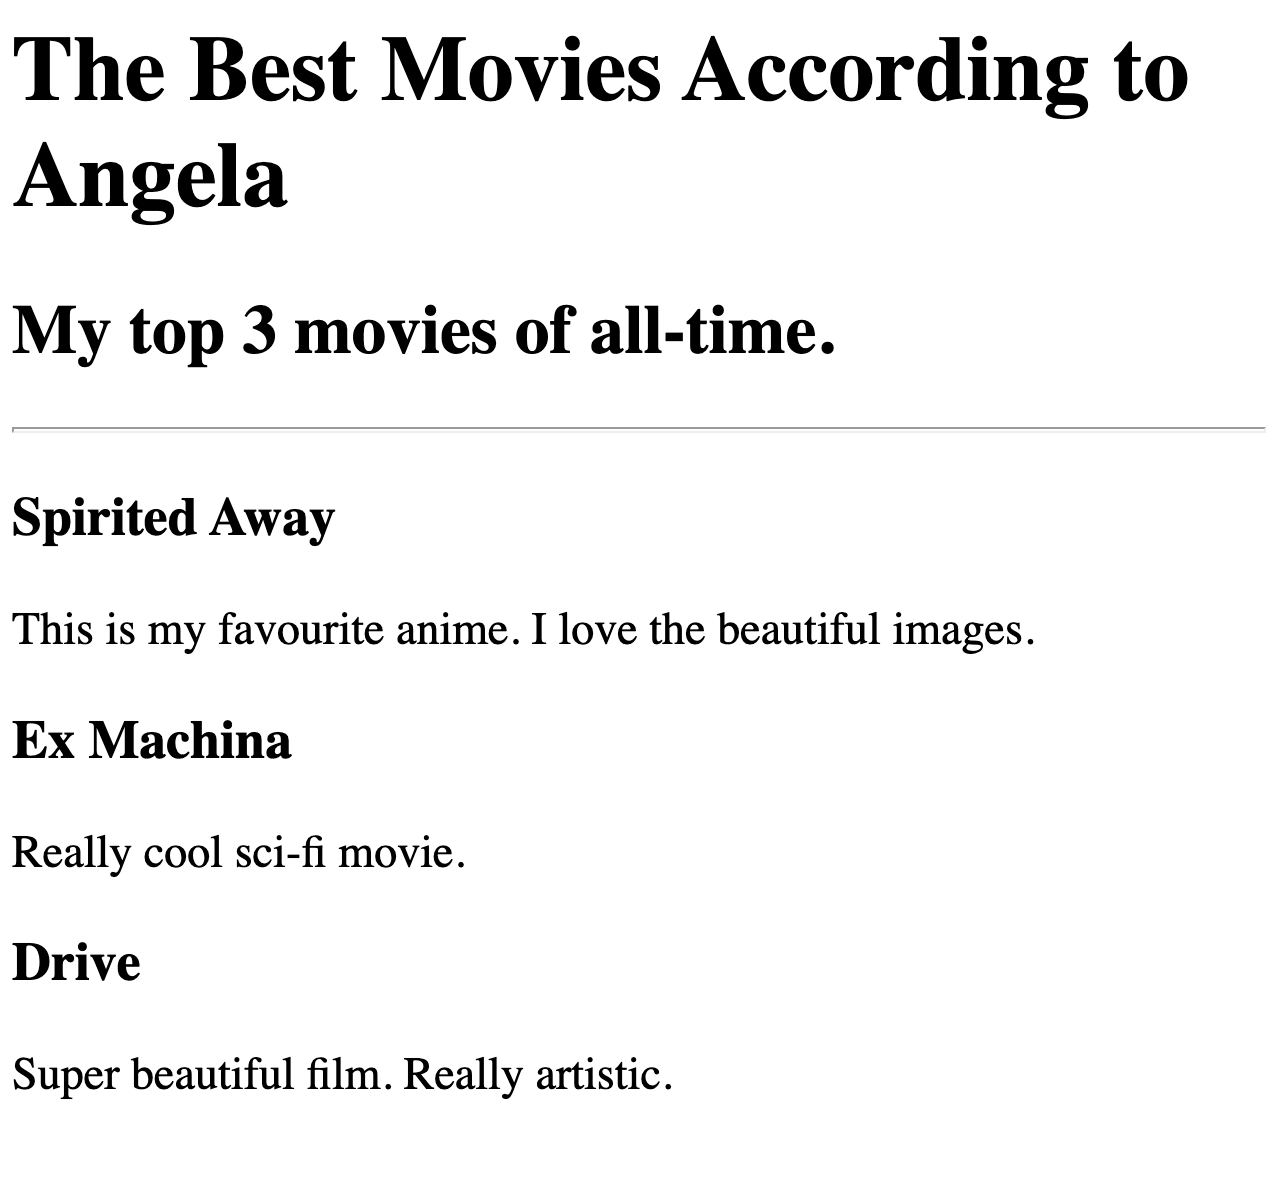 The Best Movies According to
Angela
My top 3 movies of all-time.
Spirited Away
This is my favourite anime. I love the beautiful images.
Ex Machina
Really cool sci-fi movie.
Drive
Super beautiful film. Really artistic.